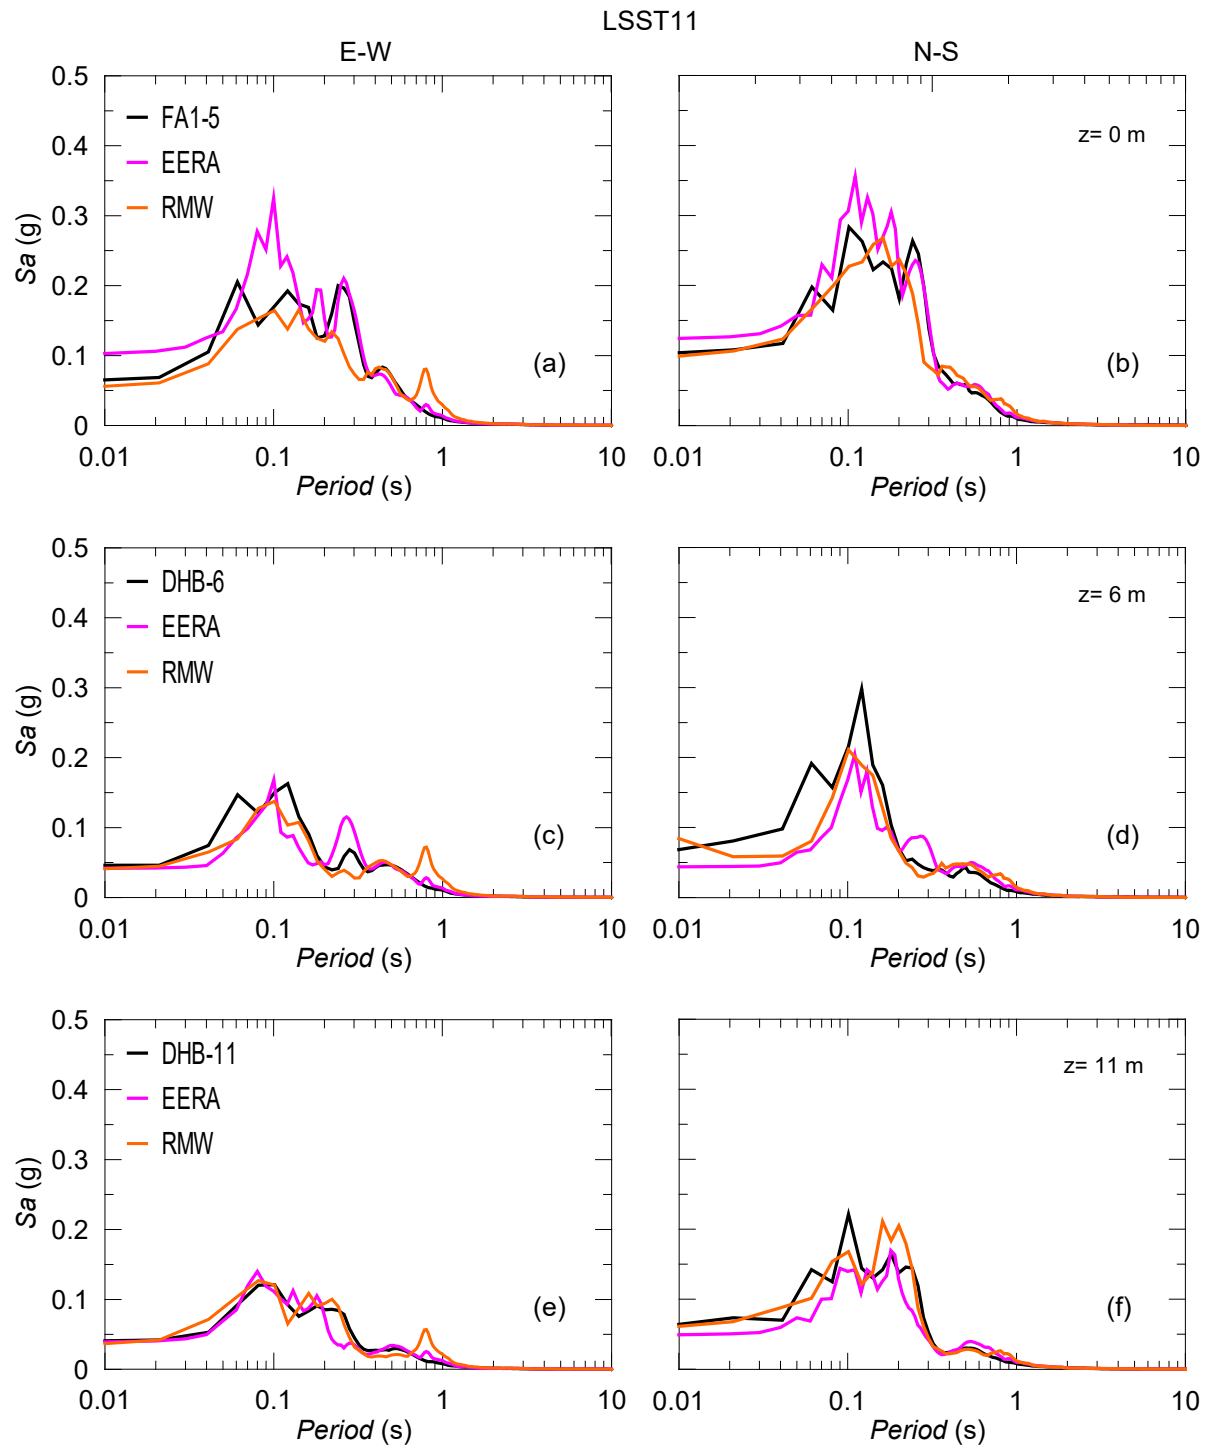 LSST11
E-W
N-S
0.5
0.4
0.3
0.2
0.1
0
Sa (g)
FA1-5
EERA
RMW
(a)
0.01
0.1
1
10
Period (s)
z= 0 m
(b)
0.01
0.1
1
10
Period (s)
0.5
0.4
0.3
0.2
0.1
0
Sa (g)
DHB-6
EERA
RMW
(c)
0.01
0.1
1
10
Period (s)
z= 6 m
(d)
0.01
0.1
1
10
Period (s)
0.5
0.4
0.3
0.2
0.1
0
Sa (g)
DHB-11
EERA
RMW
(e)
0.01
0.1
1
10
Period (s)
z= 11 m
(f)
0.01
0.1
1
10
Period (s)